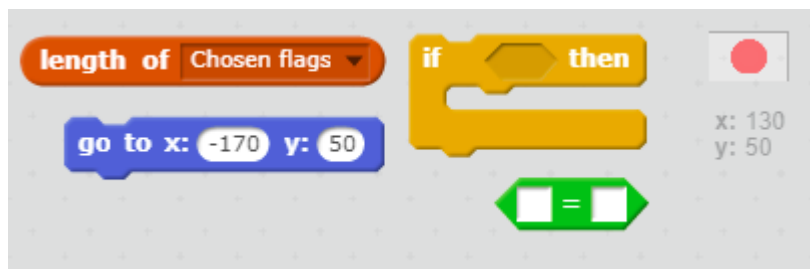 length of Chosen flags
if then
go to x: -170 y: 50
=
x: 130
y: 50